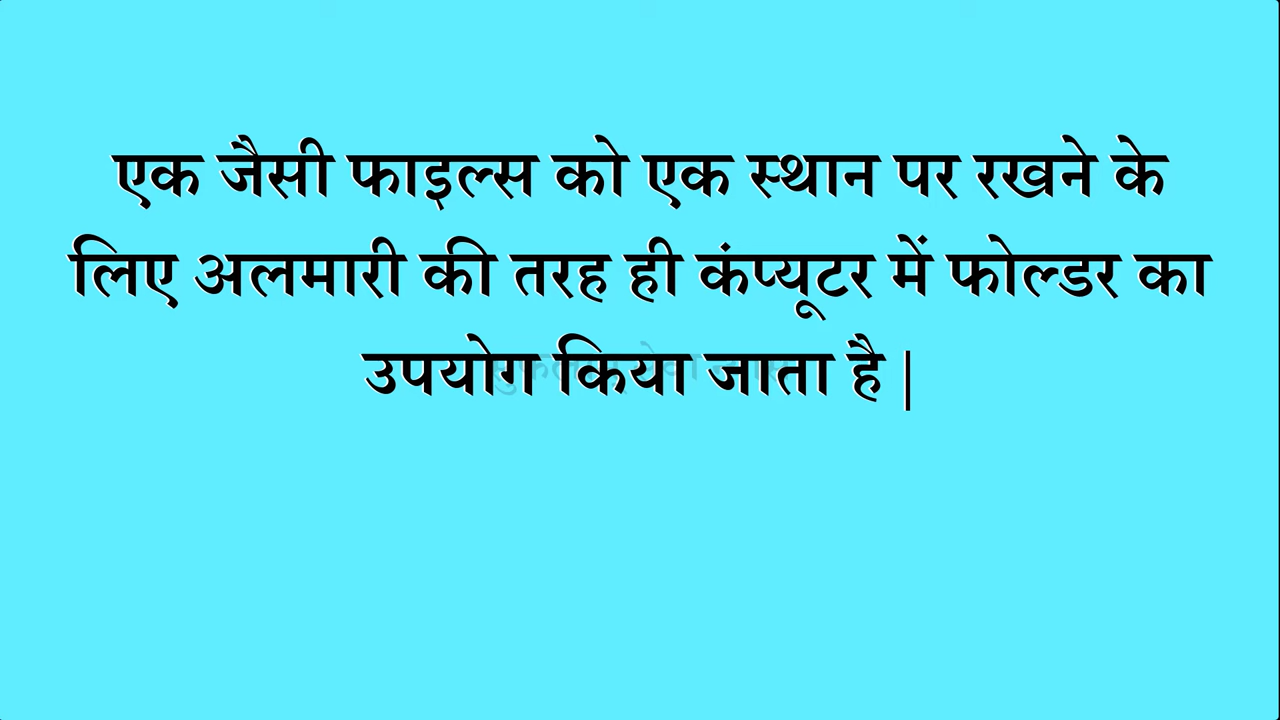 एक जैसी फाइल्स को एक स्थान पर रखने के
लिए अलमारी की तरह ही कंप्यूटर में फोल्डर का
उपयोग किया जाता है |